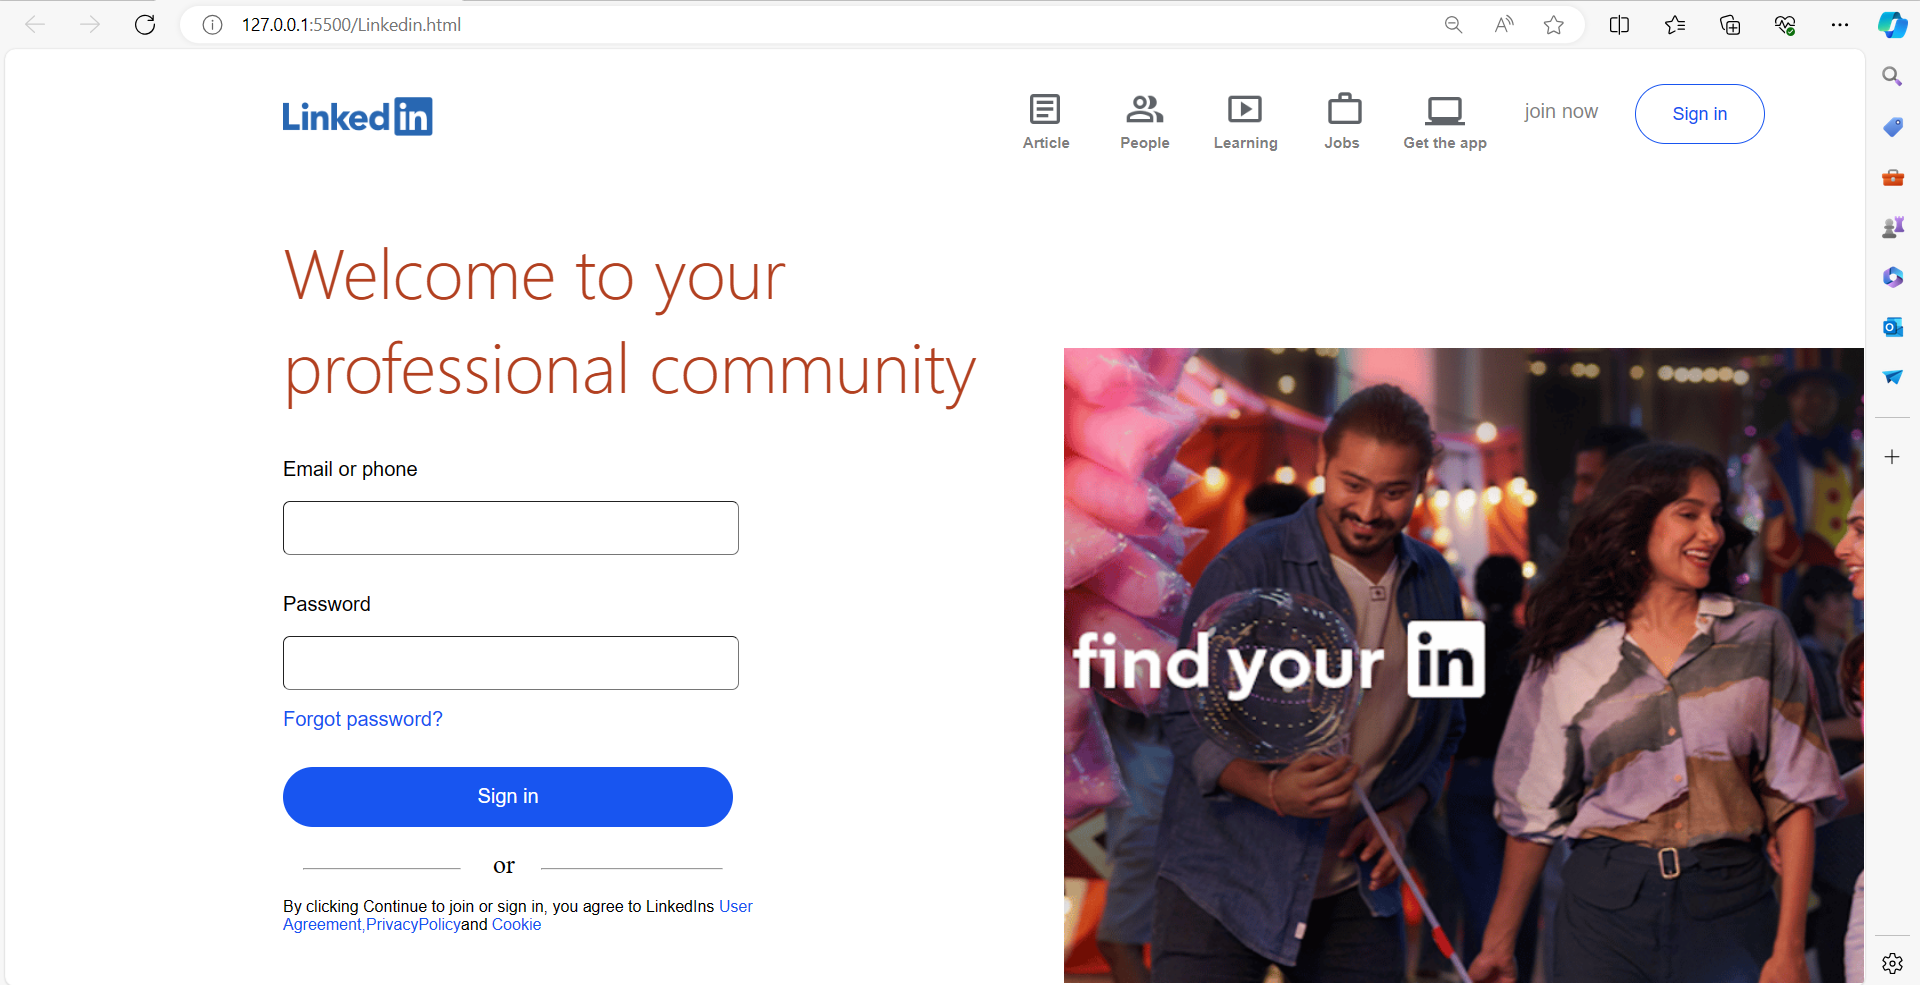 127.0.0.1:5500/Linkedin.html
Linked in
Article People Learning Jobs Get the app join now Sign in
Welcome to your
professional community
Email or phone
Password
Forgot password?
Sign in
or
By clicking Continue to join or sign in, you agree to LinkedIns User
Agreement,PrivacyPolicyand Cookie
find your in